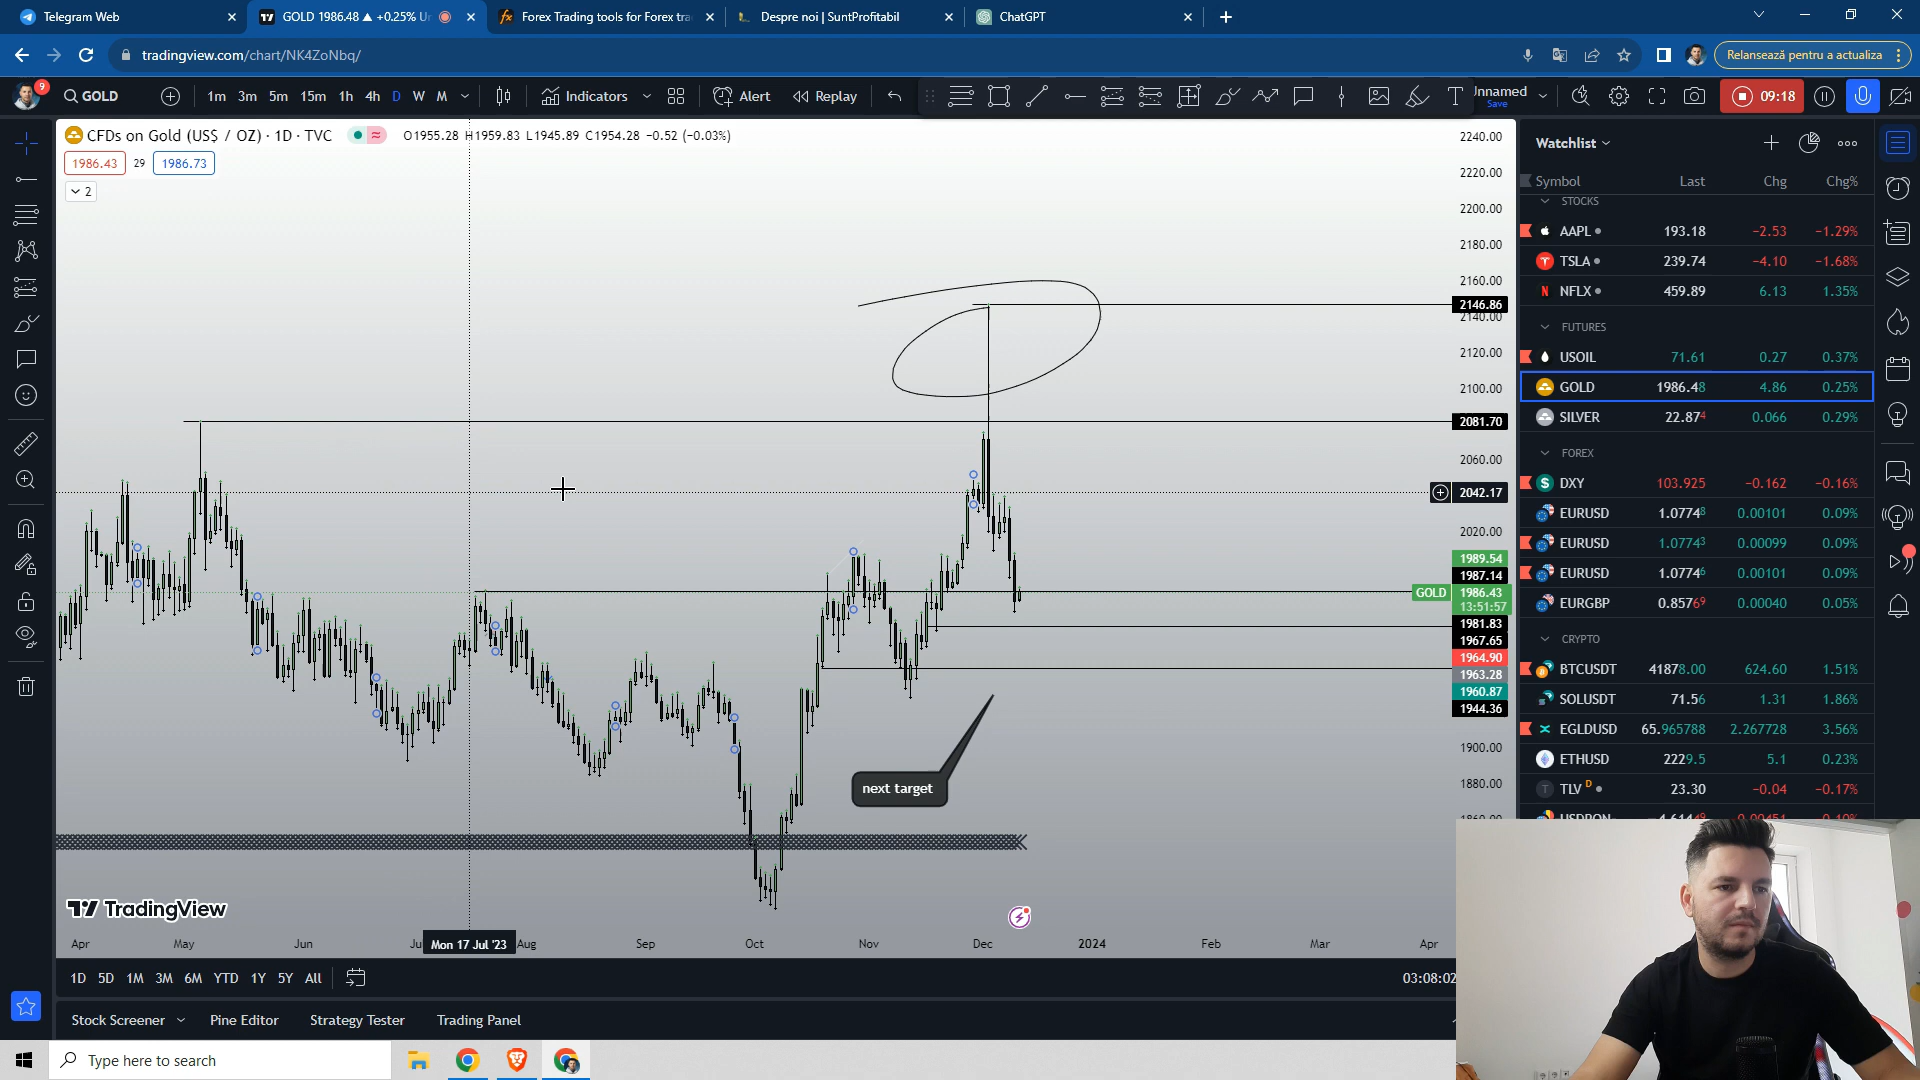 Telegram Web
GOLD 1986.48 ▲ +0.25% Un
Forex Trading tools for Forex tra
Despre noi | SuntProfitabil
ChatGPT
tradingview.com/chart/NK4ZoNbq/
Relansează pentru a actualiza
9
GOLD
1m 3m 5m 15m 1h 4h D W M
Indicators
Alert
Replay
Unnamed
Save
09:18
CFDs on Gold (US$ / OZ) · 1D · TVC
O1955.28 H1959.83 L1945.89 C1954.28 −0.52 (−0.03%)
1986.43 29 1986.73
2
2240.00
2220.00
2200.00
2180.00
2160.00
2146.86
2140.00
2120.00
2100.00
2081.70
2060.00
2042.17
2020.00
1989.54
1987.14
GOLD 1986.43
13:51:57
1981.83
1967.65
1964.90
1963.28
1960.87
1944.36
1900.00
1880.00
1860.00
next target
TradingView
Apr May Jun Ju Mon 17 Jul '23 Aug Sep Oct Nov Dec 2024 Feb Mar Apr
1D 5D 1M 3M 6M YTD 1Y 5Y All
03:08:02
Stock Screener Pine Editor Strategy Tester Trading Panel
Watchlist
Symbol Last Chg Chg%
STOCKS
AAPL 193.18 −2.53 −1.29%
TSLA 239.74 −4.10 −1.68%
NFLX 459.89 6.13 1.35%
FUTURES
USOIL 71.61 0.27 0.37%
GOLD 1986.48 4.86 0.25%
SILVER 22.874 0.066 0.29%
FOREX
DXY 103.925 −0.162 −0.16%
EURUSD 1.07748 0.00101 0.09%
EURUSD 1.07743 0.00099 0.09%
EURUSD 1.07746 0.00101 0.09%
EURGBP 0.85769 0.00040 0.05%
CRYPTO
BTCUSDT 41878.00 624.60 1.51%
SOLUSDT 71.56 1.31 1.86%
EGLDUSD 65.965788 2.267728 3.56%
ETHUSD 2229.5 5.1 0.23%
TLV D 23.30 −0.04 −0.17%
Type here to search